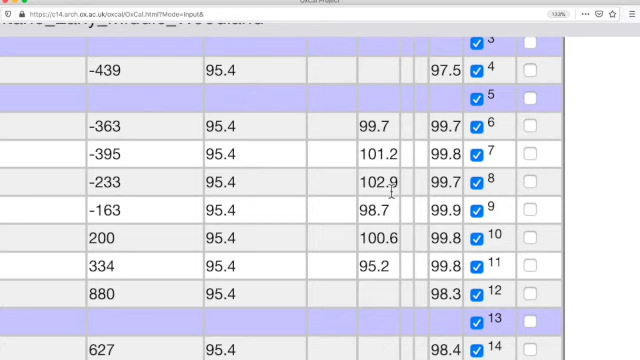 OxCal Project
https://c14.arch.ox.ac.uk/oxcal/OxCal.html?Mode=Input&
133%
3
-439 95.4 97.5 4
5
-363 95.4 99.7 99.7 6
-395 95.4 101.2 99.8 7
-233 95.4 102.9 99.7 8
-163 95.4 98.7 99.9 9
200 95.4 100.6 99.8 10
334 95.4 95.2 99.8 11
880 95.4 98.3 12
13
627 95.4 98.4 14